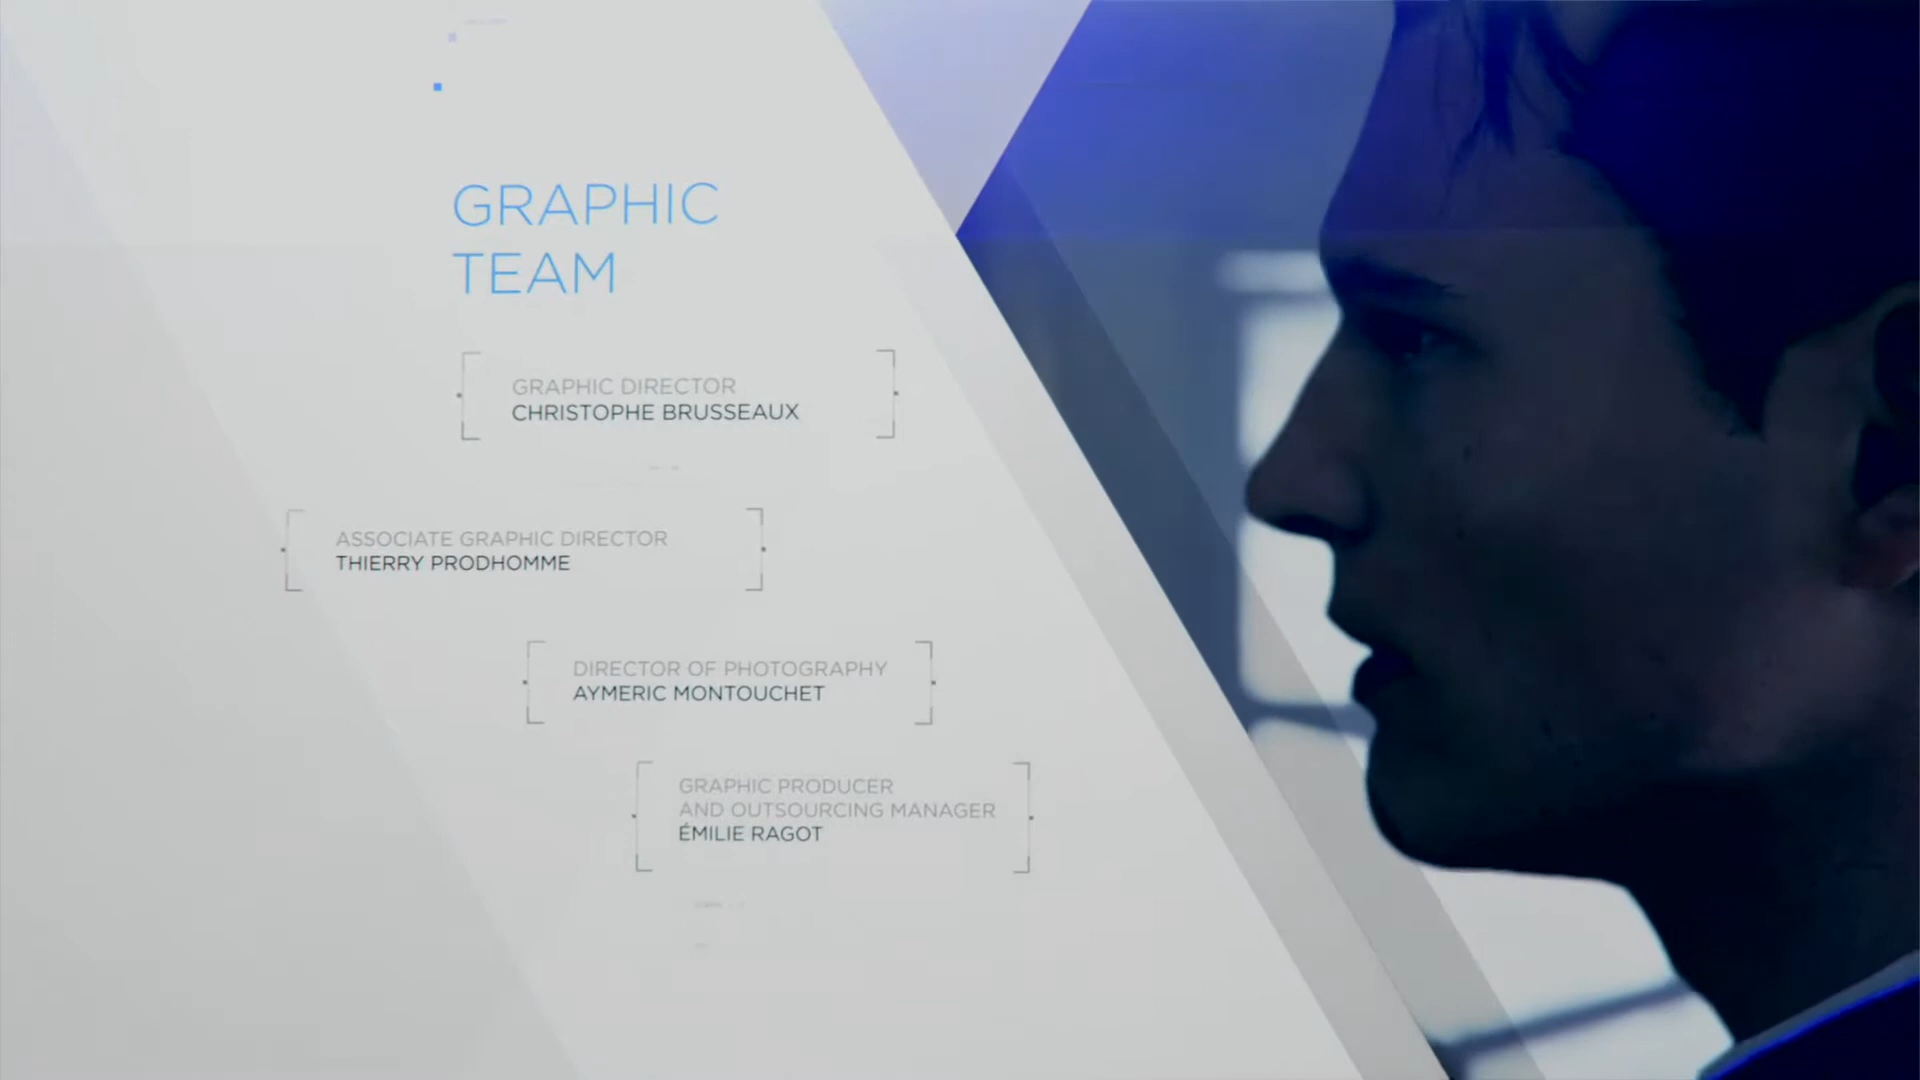 GRAPHIC
TEAM
GRAPHIC DIRECTOR
CHRISTOPHE BRUSSEAUX
ASSOCIATE GRAPHIC DIRECTOR
THIERRY PRODHOMME
DIRECTOR OF PHOTOGRAPHY
AYMERIC MONTOUCHET
GRAPHIC PRODUCER
AND OUTSOURCING MANAGER
ÉMILIE RAGOT